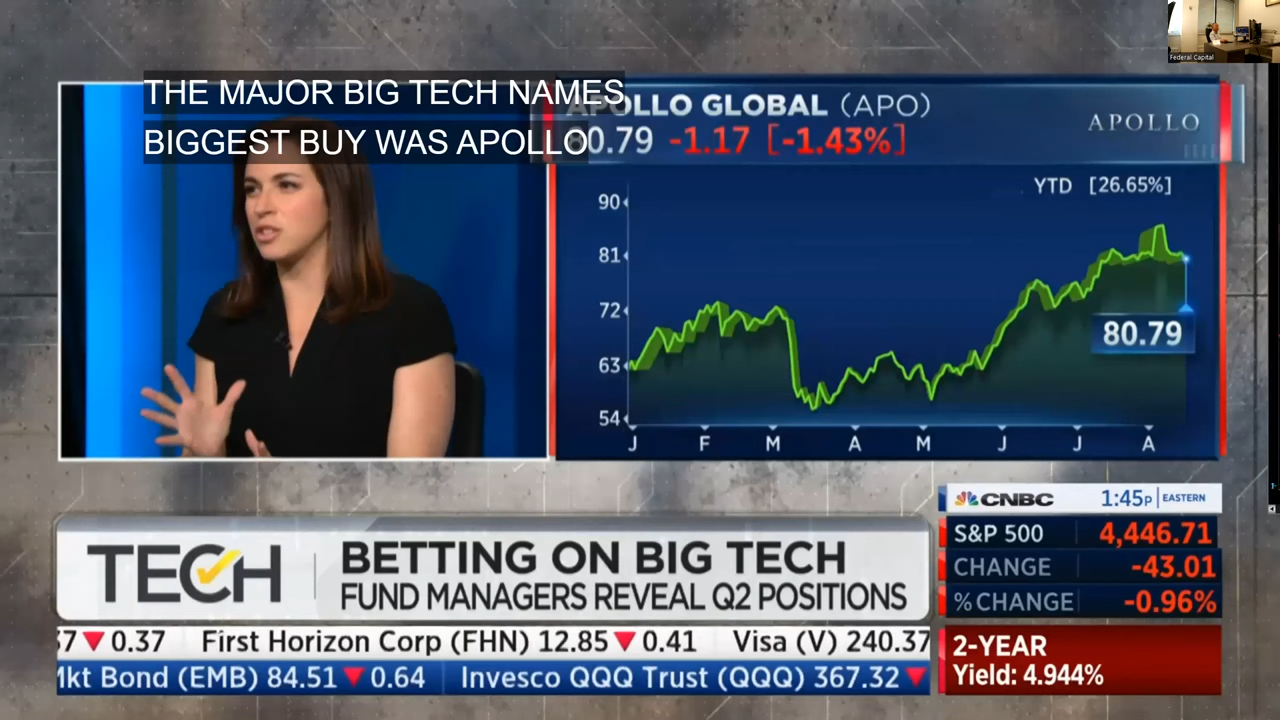 Federal Capital
THE MAJOR BIG TECH NAMES
BIGGEST BUY WAS APOLLO
APOLLO GLOBAL (APO)
80.79 -1.17 [-1.43%]
APOLLO
YTD [26.65%]
90
81
72
63
54
80.79
J F M A M J J A
CNBC 1:45P EASTERN
S&P 500 4,446.71
CHANGE -43.01
% CHANGE -0.96%
2-YEAR
Yield: 4.944%
TECH
BETTING ON BIG TECH
FUND MANAGERS REVEAL Q2 POSITIONS
7 ▼ 0.37 First Horizon Corp (FHN) 12.85 ▼ 0.41 Visa (V) 240.37
Mkt Bond (EMB) 84.51 ▼ 0.64 Invesco QQQ Trust (QQQ) 367.32 ▼